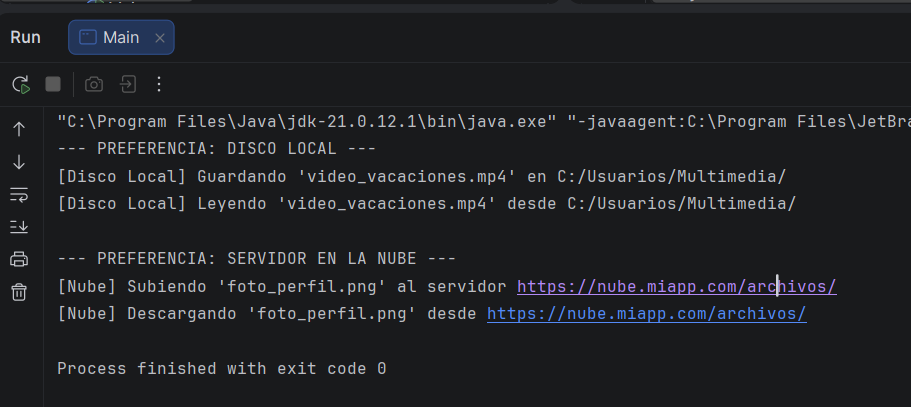 Run
Main
"C:\Program Files\Java\jdk-21.0.12.1\bin\java.exe" "-javaagent:C:\Program Files\JetBra
--- PREFERENCIA: DISCO LOCAL ---
[Disco Local] Guardando 'video_vacaciones.mp4' en C:/Usuarios/Multimedia/
[Disco Local] Leyendo 'video_vacaciones.mp4' desde C:/Usuarios/Multimedia/
--- PREFERENCIA: SERVIDOR EN LA NUBE ---
[Nube] Subiendo 'foto_perfil.png' al servidor https://nube.miapp.com/archivos/
[Nube] Descargando 'foto_perfil.png' desde https://nube.miapp.com/archivos/
Process finished with exit code 0